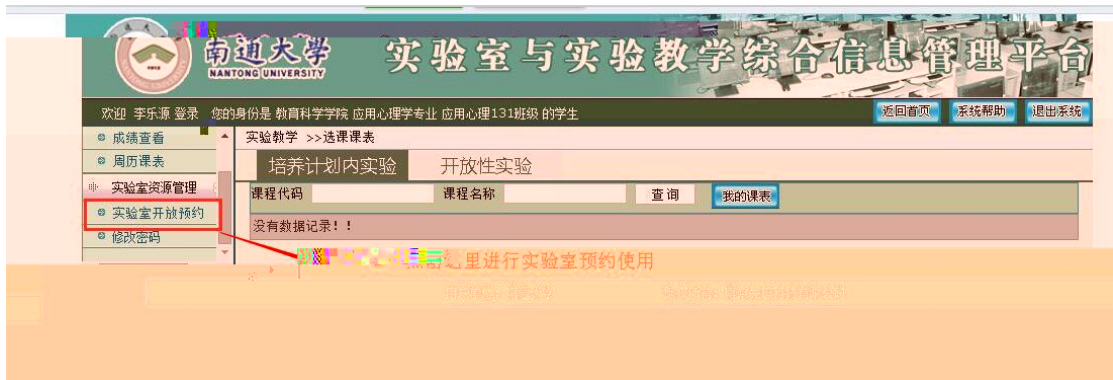 南通大学 实验室与实验教学综合信息管理平台
NANTONG UNIVERSITY
欢迎 李乐源 登录 您的身份是 教育科学学院 应用心理学专业 应用心理131班级 的学生 返回首页 系统帮助 退出系统
成绩查看
周历课表
实验室资源管理
实验室开放预约
修改密码
实验教学 >>选课课表
培养计划内实验 开放性实验
课程代码 课程名称 查询 我的课表
没有数据记录!!
里进行实验室预约使用